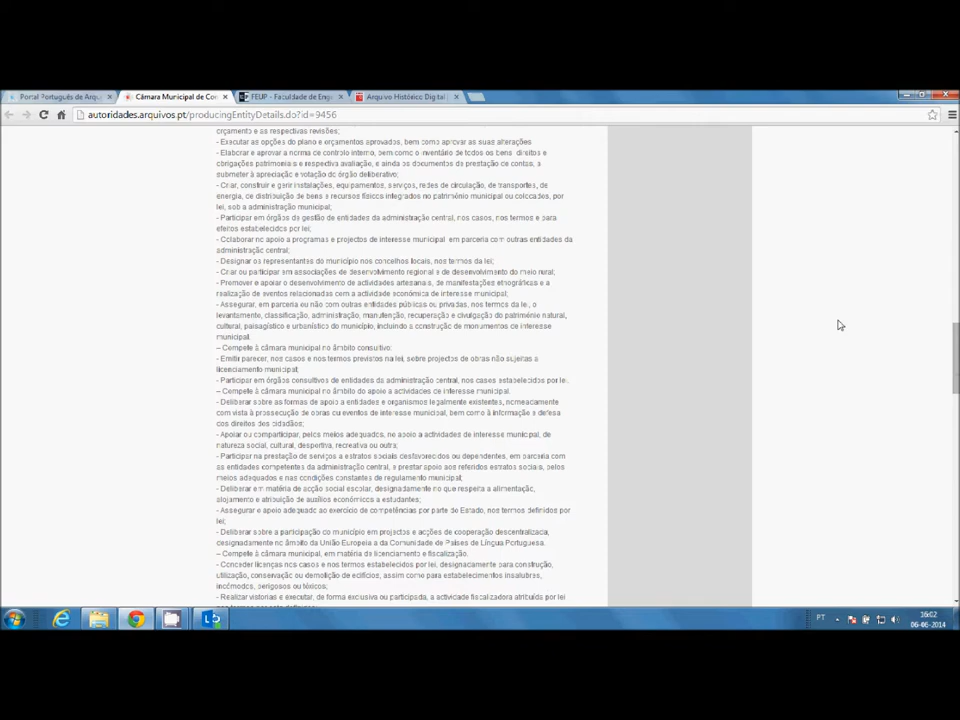 Portal Português de Arqu
Câmara Municipal de Con
FEUP - Faculdade de Eng
Arquivo Histórico Digital
autoridades.arquivos.pt/producingEntityDetails.do?id=9456
orçamento e as respectivas revisões;
- Executar as opções do plano e orçamentos aprovados, bem como aprovar as suas alterações.
- Elaborar e aprovar a norma de controlo interno, bem como o inventário de todos os bens direitos e
obrigações patrimoniais e respectiva avaliação, e ainda os documentos de prestação de contas, a
submeter à apreciação e votação do órgão deliberativo;
- Criar, construir e gerir instalações, equipamentos, serviços, redes de circulação, de transportes, de
energia, de distribuição de bens e recursos físicos integrados no património municipal ou colocados, por
lei, sob a administração municipal;
- Participar em órgãos de gestão de entidades da administração central, nos casos, nos termos e para
efeitos estabelecidos por lei;
- Colaborar no apoio a programas e projectos de interesse municipal em parceria com outras entidades da
administração central;
- Designar os representantes do município nos concelhos locais, nos termos da lei;
- Criar ou participar em associações de desenvolvimento regional e de desenvolvimento do meio rural;
- Promover e apoiar o desenvolvimento de actividades artesanais, de manifestações etnográficas e a
realização de eventos relacionadas com a actividade económica de interesse municipal;
- Assegurar, em parceria ou não com outras entidades públicas ou privadas, nos termos da lei, o
levantamento, classificação, administração, manutenção, recuperação e divulgação do património natural,
cultural, paisagístico e urbanístico do município, incluindo a construção de monumentos de interesse
municipal.
– Compete à câmara municipal no âmbito consultivo:
- Emitir parecer, nos casos e nos termos previstos na lei, sobre projectos de obras não sujeitas a
licenciamento municipal;
- Participar em órgãos consultivos de entidades da administração central, nos casos estabelecidos por lei.
– Compete à câmara municipal no âmbito do apoio a actividades de interesse municipal.
- Deliberar sobre as formas de apoio a entidades e organismos legalmente existentes, nomeadamente
com vista à prossecução de obras ou eventos de interesse municipal, bem como à informação e defesa
dos direitos dos cidadãos;
- Apoiar ou comparticipar, pelos meios adequados, no apoio a actividades de interesse municipal, de
natureza social, cultural, desportiva, recreativa ou outra;
- Participar na prestação de serviços a estratos sociais desfavorecidos ou dependentes, em parceria com
as entidades competentes da administração central, e prestar apoio aos referidos estratos sociais, pelos
meios adequados e nas condições constantes de regulamento municipal;
- Deliberar em matéria de acção social escolar, designadamente no que respeita a alimentação,
alojamento e atribuição de auxílios económicos a estudantes;
- Assegurar e apoio adequado ao exercício de competências por parte do Estado, nos termos definidos por
lei;
- Deliberar sobre a participação do município em projectos e acções de cooperação descentralizada,
designadamente no âmbito da União Europeia a da Comunidade de Países de Língua Portuguesa.
– Compete à câmara municipal, em matéria de licenciamento e fiscalização.
- Conceder licenças nos casos e nos termos estabelecidos por lei, designadamente para construção,
utilização, conservação ou demolição de edifícios, assim como para estabelecimentos insalubres,
incómodos, perigosos ou tóxicos;
- Realizar vistorias e executar, de forma exclusiva ou participada, a actividade fiscalizadora atribuída por lei
PT
16:02
06-06-2014